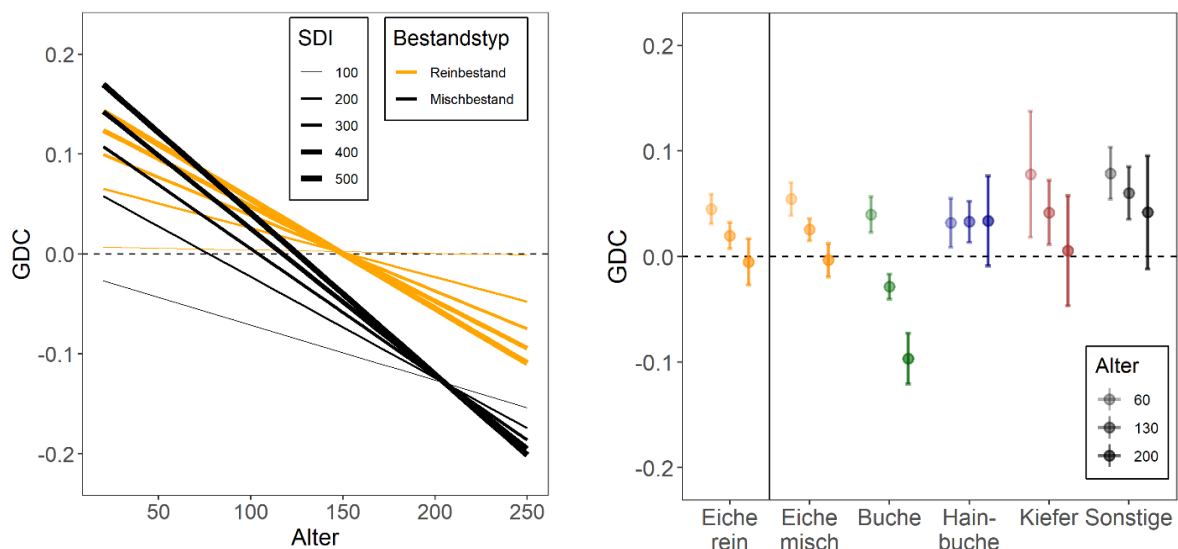 0.2
0.1
0.0
-0.1
-0.2
GDC
50
100
150
200
250
Alter
SDI
100
200
300
400
500
Bestandstyp
Reinbestand
Mischbestand
0.2
0.1
0.0
-0.1
-0.2
GDC
Eiche
rein
Eiche
misch
Buche
Hain-
buche
Kiefer
Sonstige
Alter
60
130
200